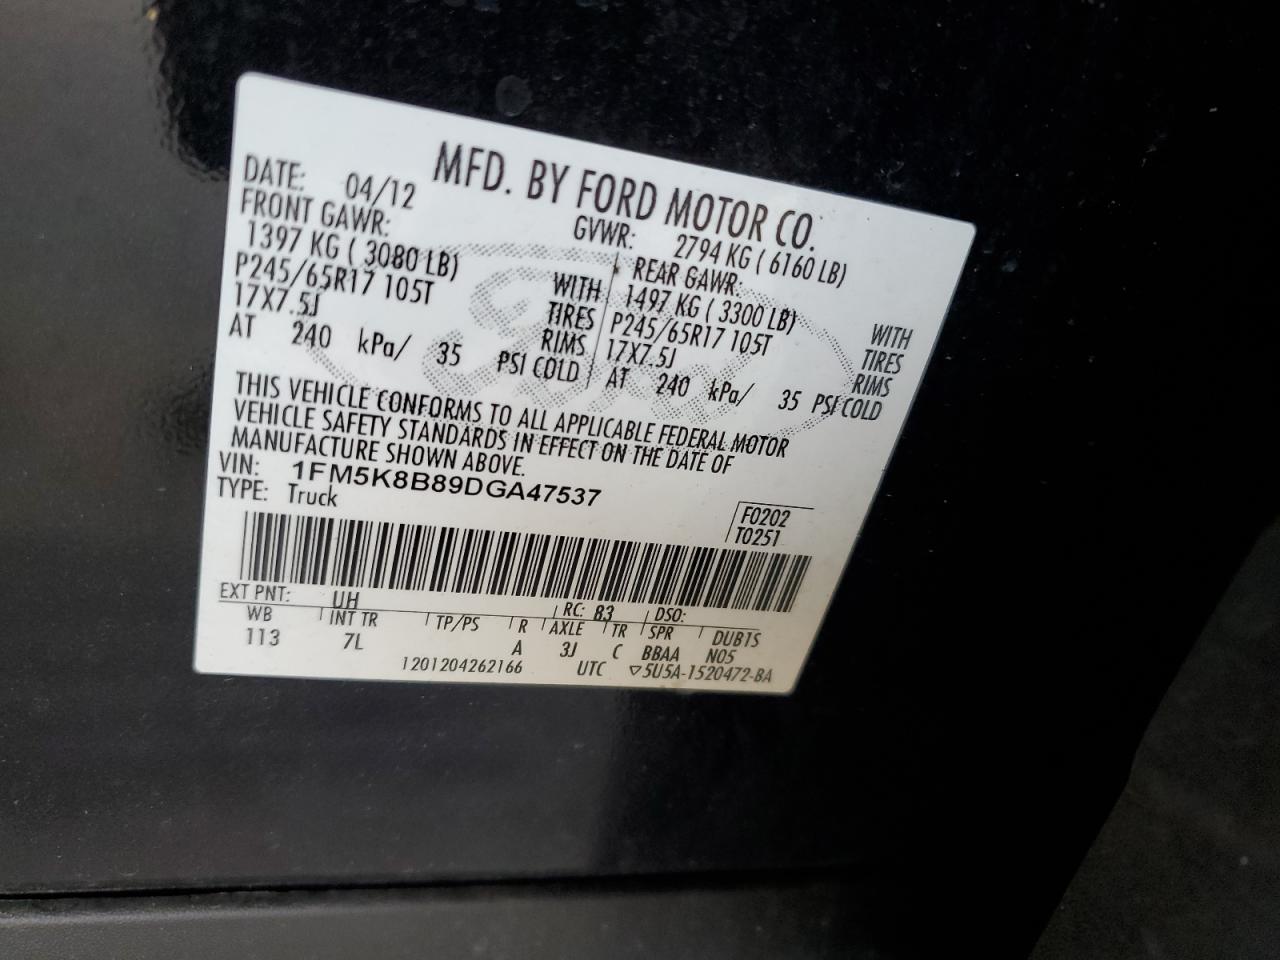 MFD. BY FORD MOTOR CO.
DATE: 04/12 GVWR: 2794 KG ( 6160 LB)
FRONT GAWR: REAR GAWR:
1397 KG ( 3080 LB) WITH 1497 KG ( 3300 LB) WITH
P245/65R17 105T TIRES P245/65R17 105T TIRES
17X7.5J RIMS 17X7.5J RIMS
AT 240 kPa/ 35 PSI COLD AT 240 kPa/ 35 PSI COLD
THIS VEHICLE CONFORMS TO ALL APPLICABLE FEDERAL MOTOR
VEHICLE SAFETY STANDARDS IN EFFECT ON THE DATE OF
MANUFACTURE SHOWN ABOVE.
VIN: 1FM5K8B89DGA47537
TYPE: Truck
F0202
T0251
EXT PNT: UH RC: 83 DSO:
WB INT TR TP/PS R AXLE TR SPR DUBTS
113 7L A 3J C BBAA N05
1201204262166 UTC ▽5U5A-1520472-BA